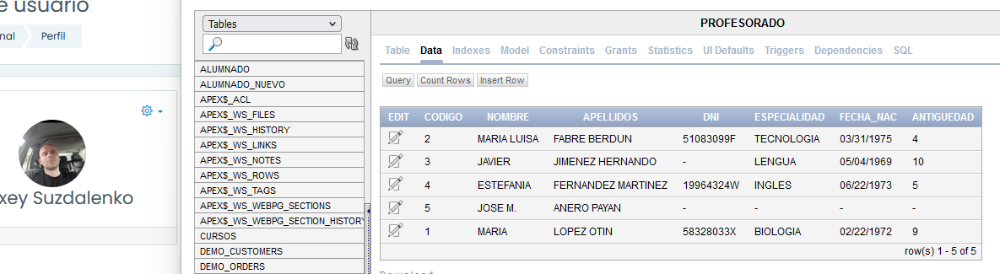 e usuario
nal
Perfil
xey Suzdalenko
Tables
ALUMNADO
ALUMNADO_NUEVO
APEX$_ACL
APEX$_WS_FILES
APEX$_WS_HISTORY
APEX$_WS_LINKS
APEX$_WS_NOTES
APEX$_WS_ROWS
APEX$_WS_TAGS
APEX$_WS_WEBPG_SECTIONS
APEX$_WS_WEBPG_SECTION_HISTORY
CURSOS
DEMO_CUSTOMERS
DEMO_ORDERS
PROFESORADO
Table Data Indexes Model Constraints Grants Statistics UI Defaults Triggers Dependencies SQL
Query Count Rows Insert Row
EDIT CODIGO NOMBRE APELLIDOS DNI ESPECIALIDAD FECHA_NAC ANTIGUEDAD
2 MARIA LUISA FABRE BERDUN 51083099F TECNOLOGIA 03/31/1975 4
3 JAVIER JIMENEZ HERNANDO - LENGUA 05/04/1969 10
4 ESTEFANIA FERNANDEZ MARTINEZ 19964324W INGLES 06/22/1973 5
5 JOSE M. ANERO PAYAN - - - -
1 MARIA LOPEZ OTIN 58328033X BIOLOGIA 02/22/1972 9
row(s) 1 - 5 of 5